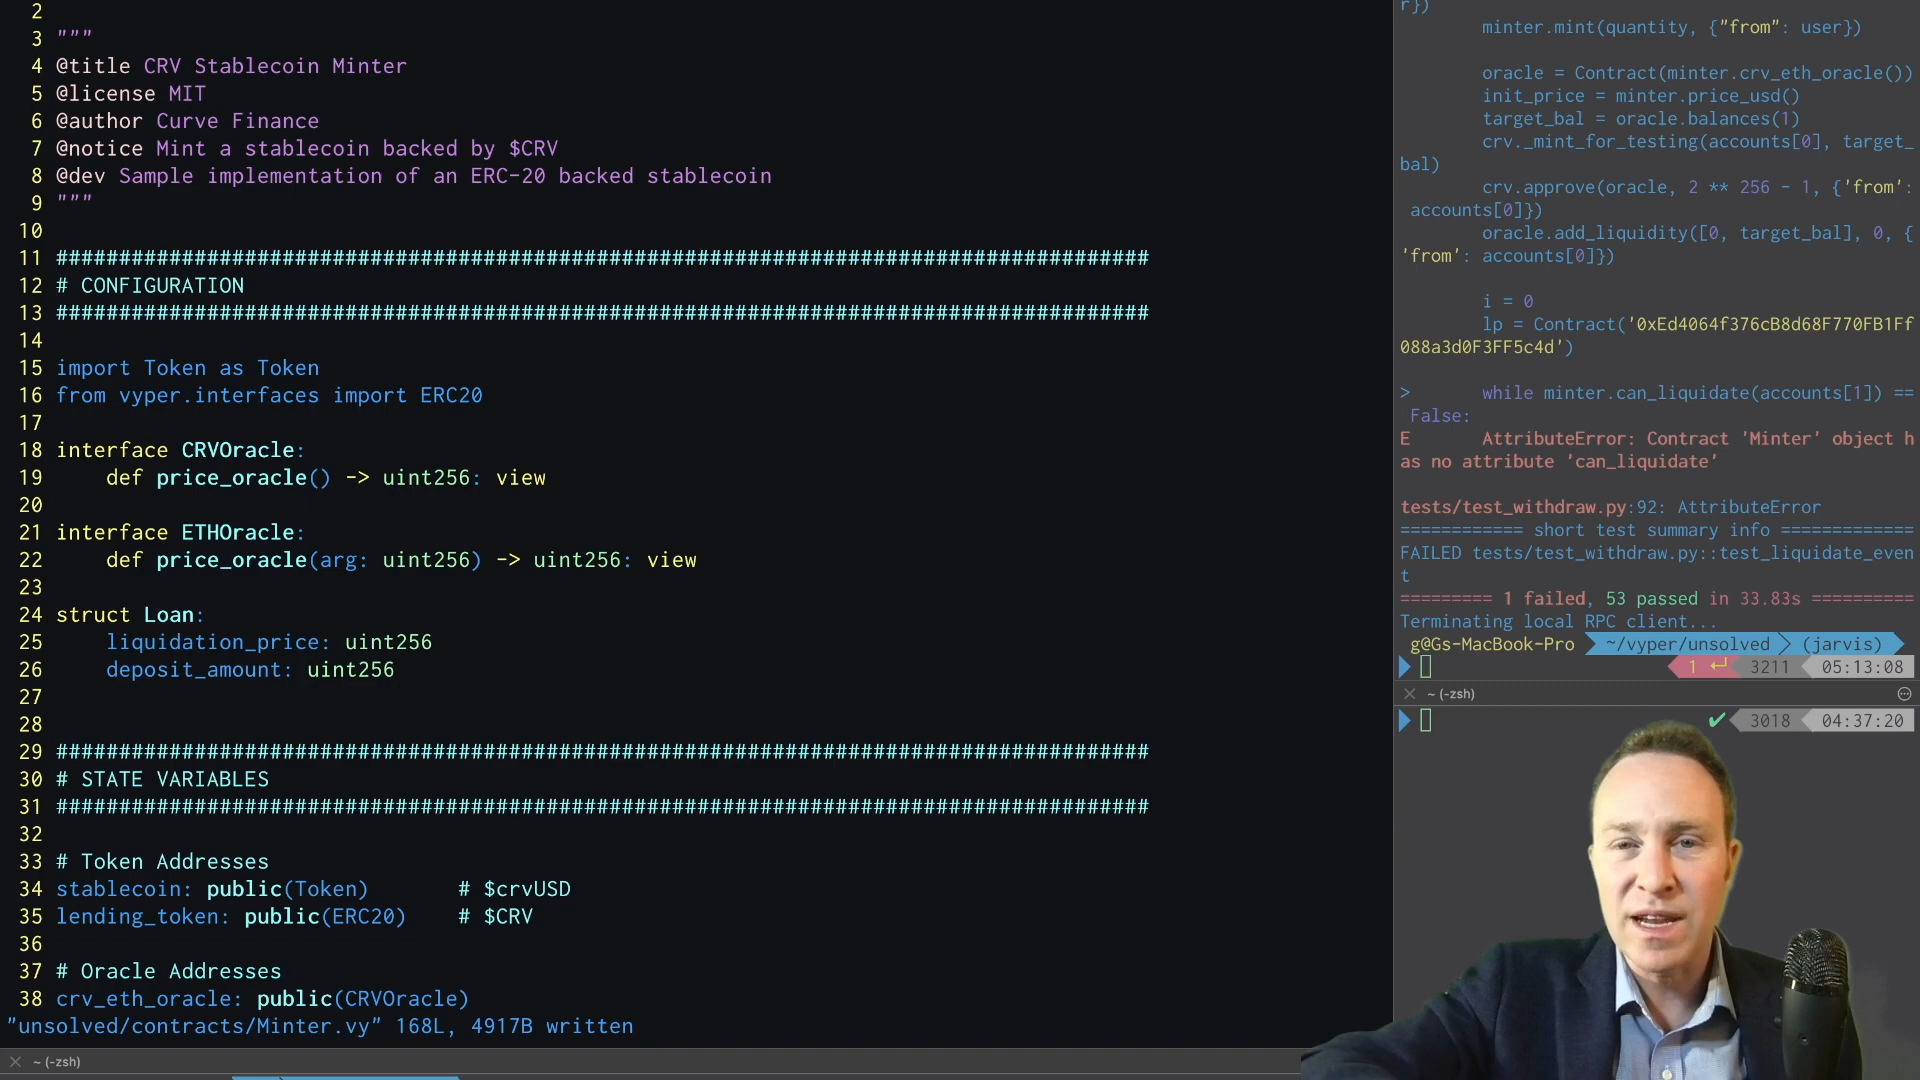 2
3 """
4 @title CRV Stablecoin Minter
5 @license MIT
6 @author Curve Finance
7 @notice Mint a stablecoin backed by $CRV
8 @dev Sample implementation of an ERC-20 backed stablecoin
9 """
10
11 #######################################################################################
12 # CONFIGURATION
13 #######################################################################################
14
15 import Token as Token
16 from vyper.interfaces import ERC20
17
18 interface CRVOracle:
19     def price_oracle() -> uint256: view
20
21 interface ETHOracle:
22     def price_oracle(arg: uint256) -> uint256: view
23
24 struct Loan:
25     liquidation_price: uint256
26     deposit_amount: uint256
27
28
29 #######################################################################################
30 # STATE VARIABLES
31 #######################################################################################
32
33 # Token Addresses
34 stablecoin: public(Token)       # $crvUSD
35 lending_token: public(ERC20)    # $CRV
36
37 # Oracle Addresses
38 crv_eth_oracle: public(CRVOracle)
"unsolved/contracts/Minter.vy" 168L, 4917B written
~ (-zsh)
r})
minter.mint(quantity, {"from": user})
oracle = Contract(minter.crv_eth_oracle())
init_price = minter.price_usd()
target_bal = oracle.balances(1)
crv._mint_for_testing(accounts[0], target_
bal)
crv.approve(oracle, 2 ** 256 - 1, {'from':
accounts[0]})
oracle.add_liquidity([0, target_bal], 0, {
'from': accounts[0]})
i = 0
lp = Contract('0xEd4064f376cB8d68F770FB1Ff
088a3d0F3FF5c4d')
>       while minter.can_liquidate(accounts[1]) ==
False:
E       AttributeError: Contract 'Minter' object h
as no attribute 'can_liquidate'
tests/test_withdraw.py:92: AttributeError
============ short test summary info =============
FAILED tests/test_withdraw.py::test_liquidate_even
t
========= 1 failed, 53 passed in 33.83s ==========
Terminating local RPC client...
g@Gs-MacBook-Pro ~/vyper/unsolved (jarvis)
1 ↵ 3211 05:13:08
~ (-zsh)
✔ 3018 04:37:20